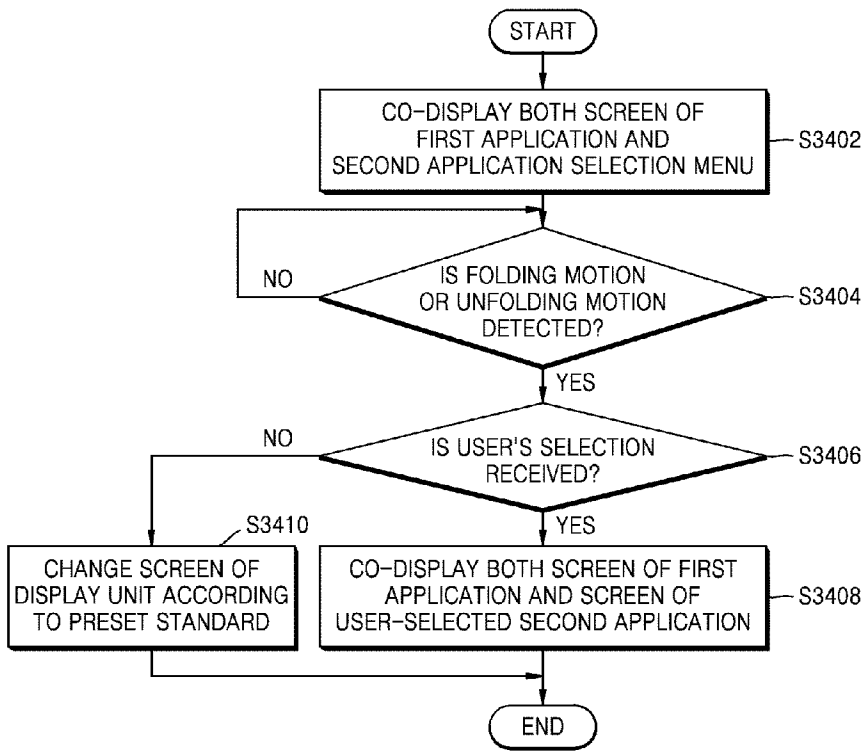 START
CO-DISPLAY BOTH SCREEN OF
FIRST APPLICATION AND
SECOND APPLICATION SELECTION MENU
S3402
NO
IS FOLDING MOTION
OR UNFOLDING MOTION
DETECTED?
S3404
YES
NO
IS USER'S SELECTION
RECEIVED?
S3406
YES
S3410
CHANGE SCREEN OF
DISPLAY UNIT ACCORDING
TO PRESET STANDARD
CO-DISPLAY BOTH SCREEN OF FIRST
APPLICATION AND SCREEN OF
USER-SELECTED SECOND APPLICATION
S3408
END